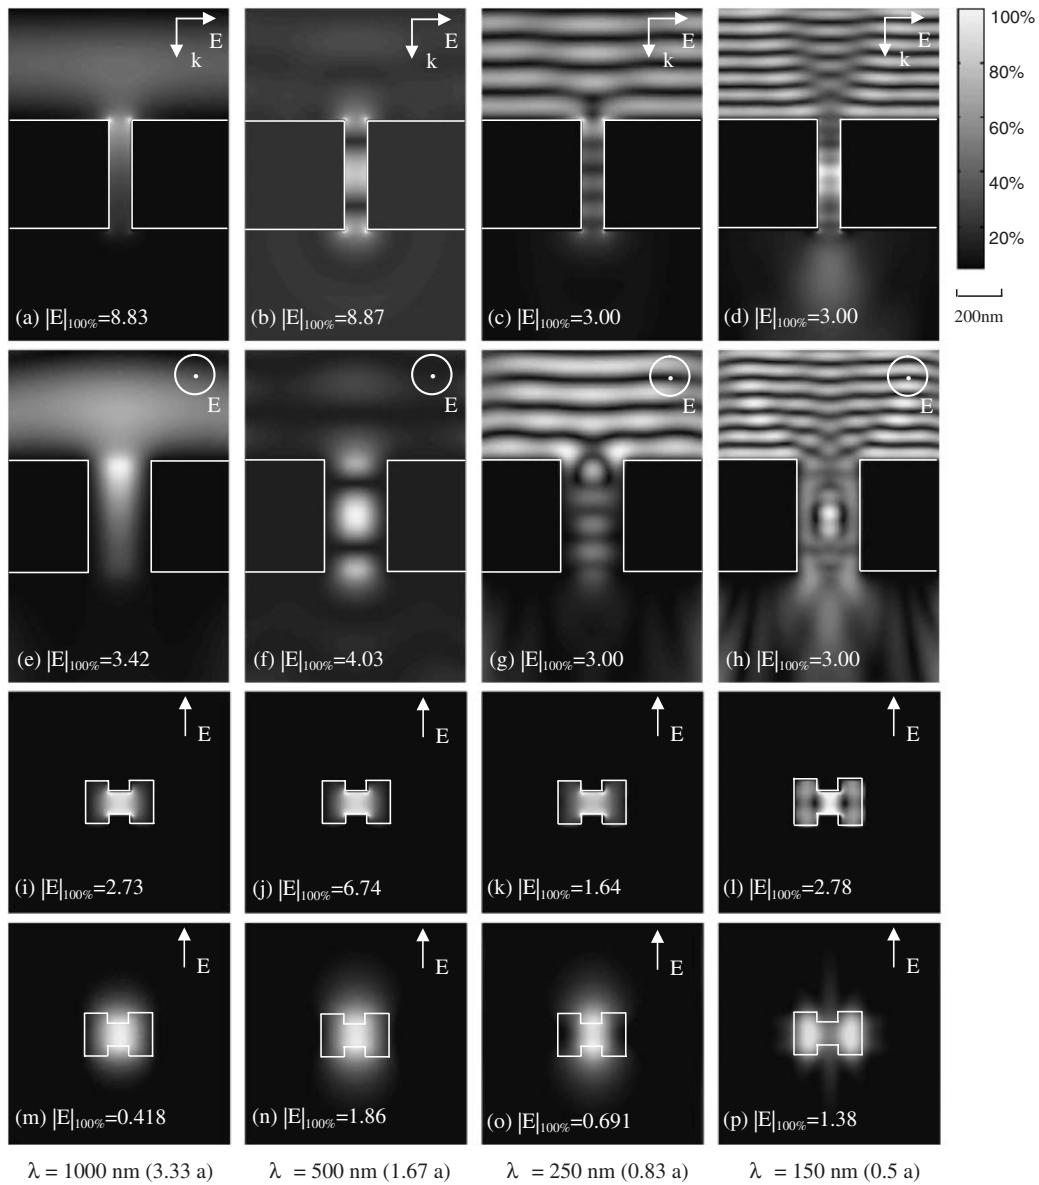 E
k
E
k
E
k
E
k
100%
80%
60%
40%
20%
200nm
(a) |E|100%=8.83
(b) |E|100%=8.87
(c) |E|100%=3.00
(d) |E|100%=3.00
E
E
E
E
(e) |E|100%=3.42
(f) |E|100%=4.03
(g) |E|100%=3.00
(h) |E|100%=3.00
E
E
E
E
(i) |E|100%=2.73
(j) |E|100%=6.74
(k) |E|100%=1.64
(l) |E|100%=2.78
E
E
E
E
(m) |E|100%=0.418
(n) |E|100%=1.86
(o) |E|100%=0.691
(p) |E|100%=1.38
λ = 1000 nm (3.33 a)
λ = 500 nm (1.67 a)
λ = 250 nm (0.83 a)
λ = 150 nm (0.5 a)